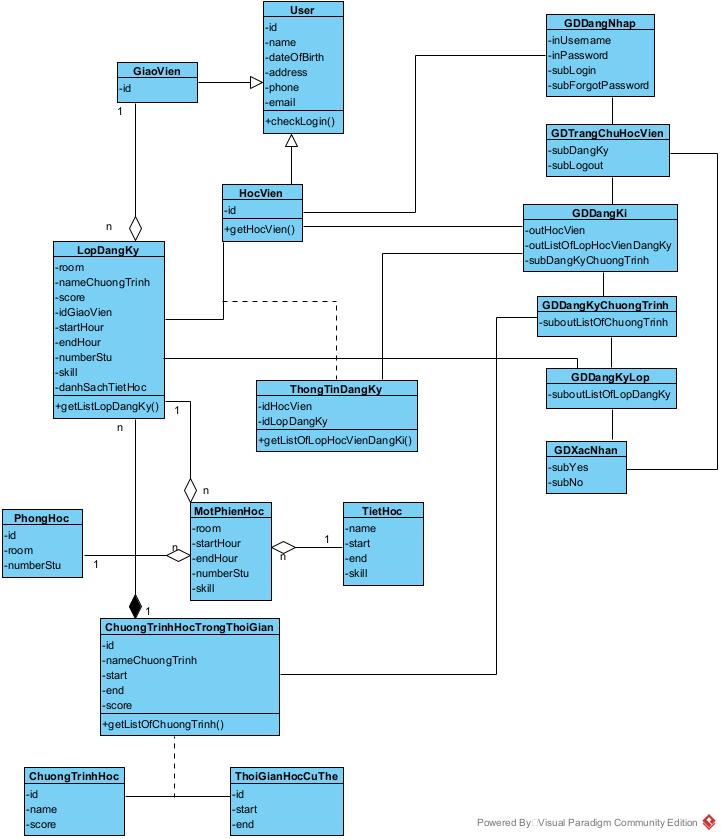 User
-id
-name
-dateOfBirth
-address
-phone
-email
+checkLogin()
GiaoVien
-id
1
n
HocVien
-id
+getHocVien()
LopDangKy
-room
-nameChuongTrinh
-score
-idGiaoVien
-startHour
-endHour
-numberStu
-skill
-danhSachTietHoc
+getListLopDangKy()
n
1
n
ThongTinDangKy
-idHocVien
-idLopDangKy
+getListOfLopHocVienDangKi()
GDDangNhap
-inUsername
-inPassword
-subLogin
-subForgotPassword
GDTrangChuHocVien
-subDangKy
-subLogout
GDDangKi
-outHocVien
-outListOfLopHocVienDangKy
-subDangKyChuongTrinh
GDDangKyChuongTrinh
-suboutListOfChuongTrinh
GDDangKyLop
-suboutListOfLopDangKy
GDXacNhan
-subYes
-subNo
PhongHoc
-id
-room
-numberStu
1
n
MotPhienHoc
-room
-startHour
-endHour
-numberStu
-skill
n
1
TietHoc
-name
-start
-end
-skill
1
ChuongTrinhHocTrongThoiGian
-id
-nameChuongTrinh
-start
-end
-score
+getListOfChuongTrinh()
ChuongTrinhHoc
-id
-name
-score
ThoiGianHocCuThe
-id
-start
-end
Powered By Visual Paradigm Community Edition